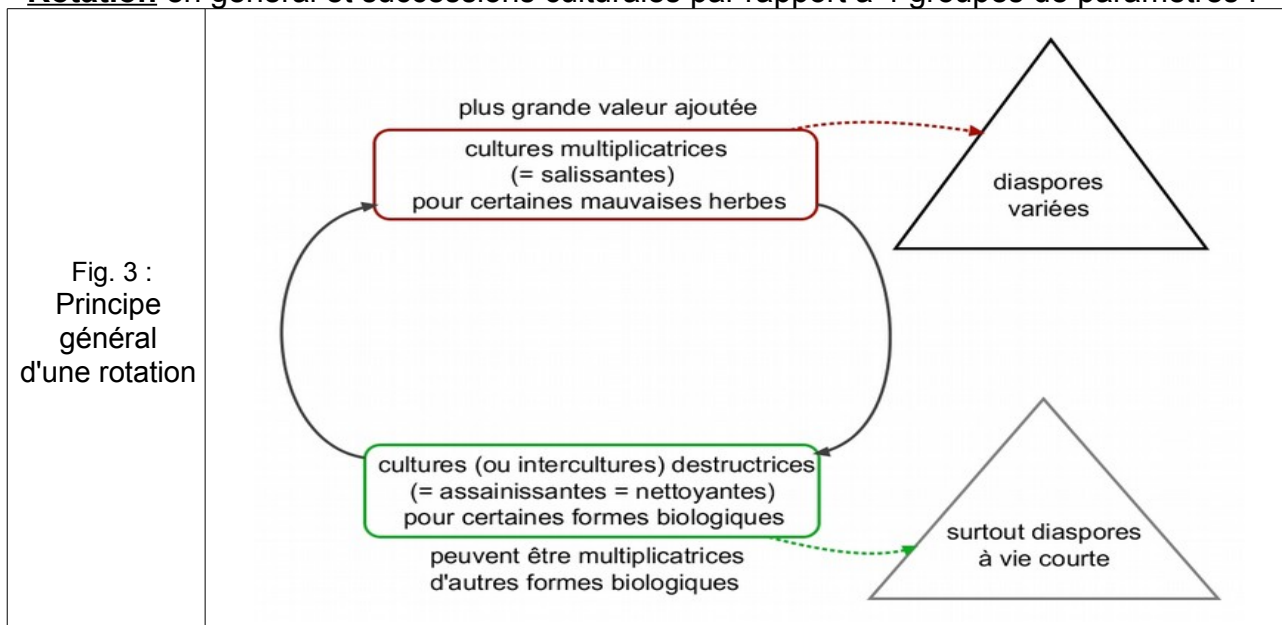 Rotation en général et successions culturales par rapport à 4 groupes de paramètres :
Fig. 3 :
Principe
général
d'une rotation
plus grande valeur ajoutée
cultures multiplicatrices
(= salissantes)
pour certaines mauvaises herbes
diaspores
variées
cultures (ou intercultures) destructrices
(= assainissantes = nettoyantes)
pour certaines formes biologiques
peuvent être multiplicatrices
d'autres formes biologiques
surtout diaspores
à vie courte